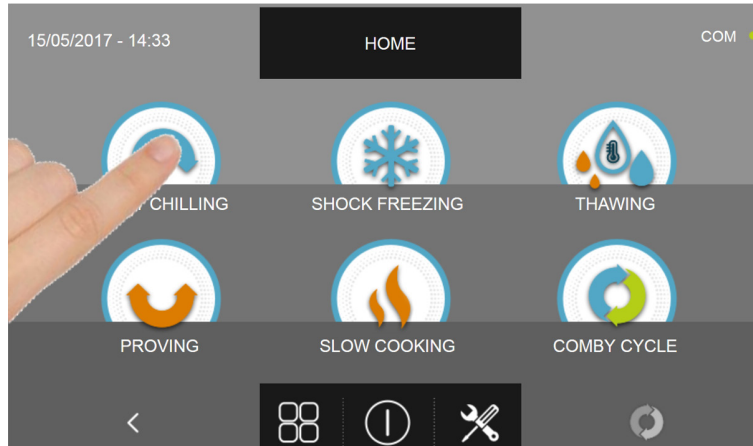 15/05/2017 - 14:33
HOME
COM
CHILLING
SHOCK FREEZING
THAWING
PROVING
SLOW COOKING
COMBY CYCLE